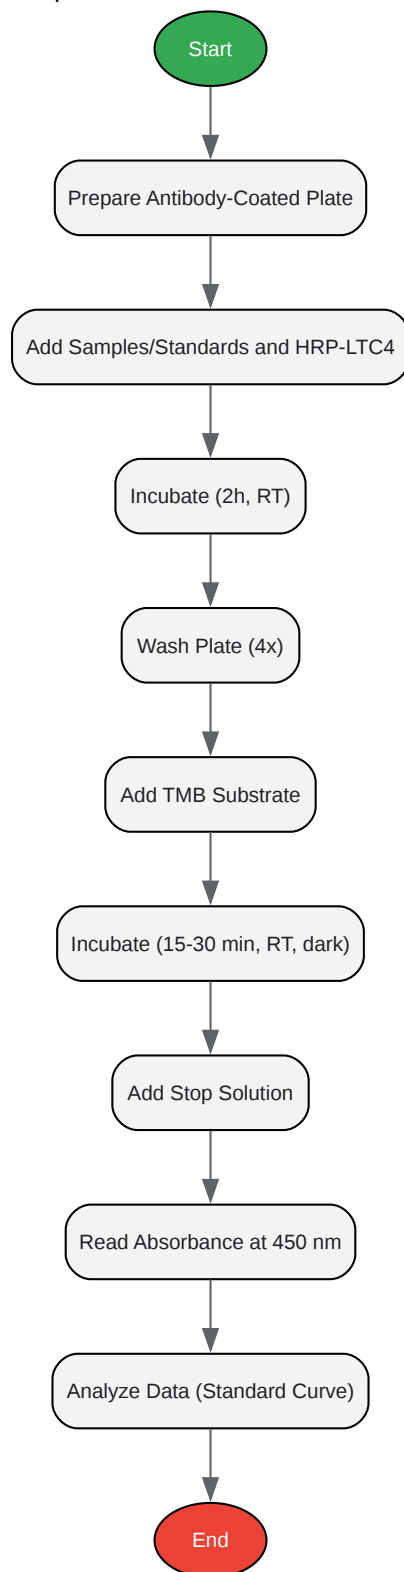 Start
Prepare Antibody-Coated Plate
Add Samples/Standards and HRP-LTC4
Incubate (2h, RT)
Wash Plate (4x)
Add TMB Substrate
Incubate (15-30 min, RT, dark)
Add Stop Solution
Read Absorbance at 450 nm
Analyze Data (Standard Curve)
End